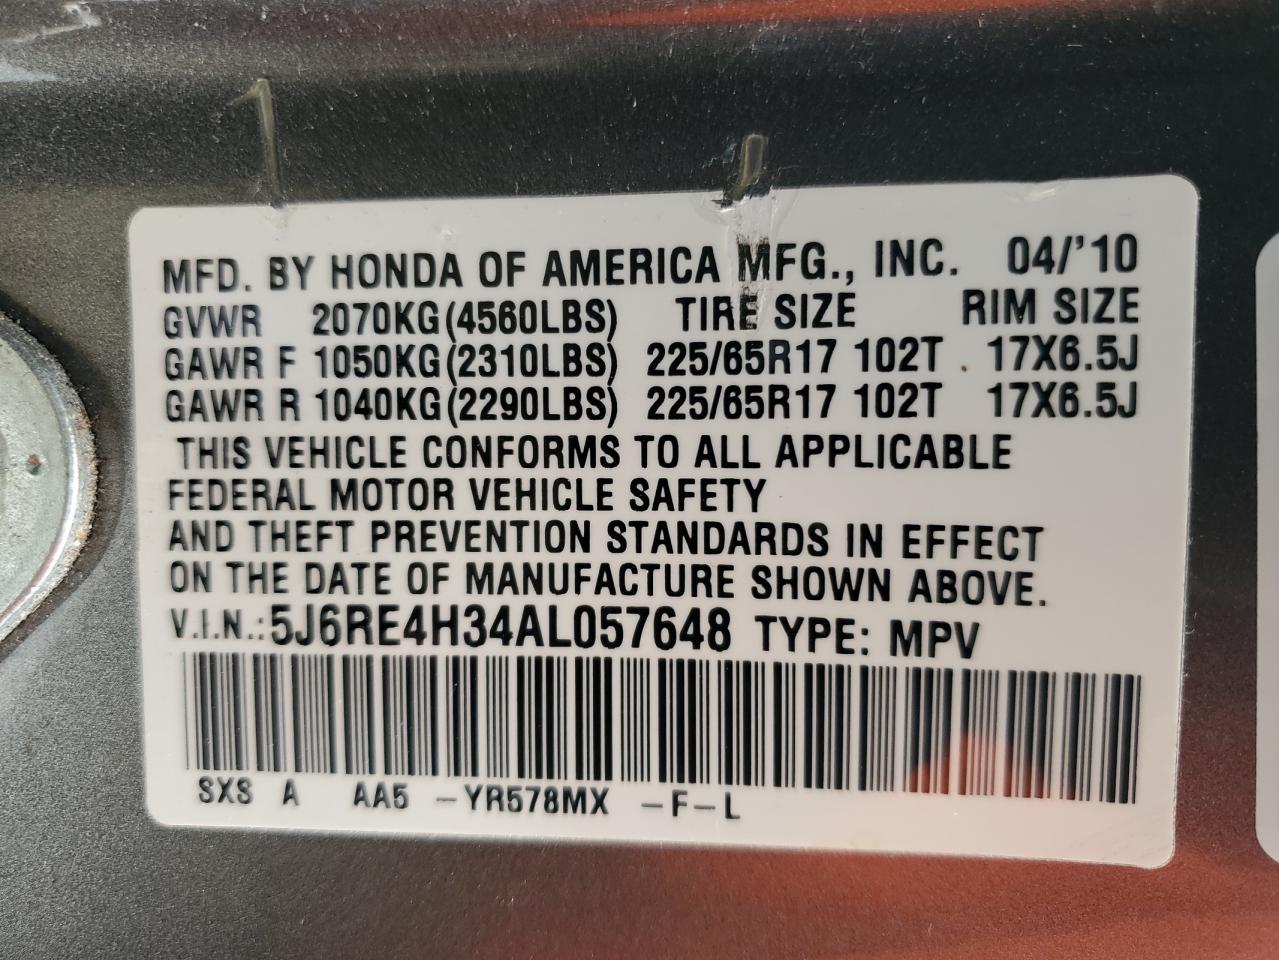 MFD. BY HONDA OF AMERICA MFG., INC. 04/'10
GVWR 2070KG(4560LBS) TIRE SIZE RIM SIZE
GAWR F 1050KG(2310LBS) 225/65R17 102T 17X6.5J
GAWR R 1040KG(2290LBS) 225/65R17 102T 17X6.5J
THIS VEHICLE CONFORMS TO ALL APPLICABLE
FEDERAL MOTOR VEHICLE SAFETY
AND THEFT PREVENTION STANDARDS IN EFFECT
ON THE DATE OF MANUFACTURE SHOWN ABOVE.
V.I.N.:5J6RE4H34AL057648 TYPE: MPV
SXS A AA5 -YR578MX -F-L